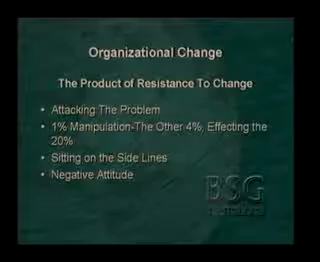 Organizational Change
The Product of Resistance To Change
• Attacking The Problem
• 1% Manipulation-The Other 4%, Effecting the
20%
• Sitting on the Side Lines
• Negative Attitude
BSG